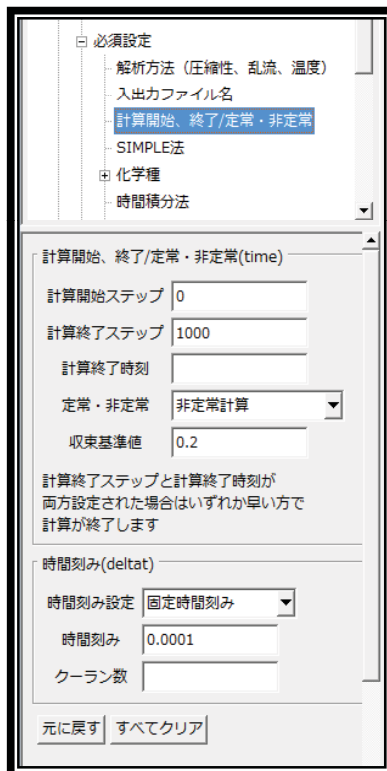 必須設定
解析方法（圧縮性、乱流、温度）
入出力ファイル名
計算開始、終了/定常・非定常
SIMPLE法
化学種
時間積分法
計算開始、終了/定常・非定常(time)
計算開始ステップ 0
計算終了ステップ 1000
計算終了時刻
定常・非定常 非定常計算
収束基準値 0.2
計算終了ステップと計算終了時刻が
両方設定された場合はいずれか早い方で
計算が終了します
時間刻み(deltat)
時間刻み設定 固定時間刻み
時間刻み 0.0001
クーラン数
元に戻す すべてクリア